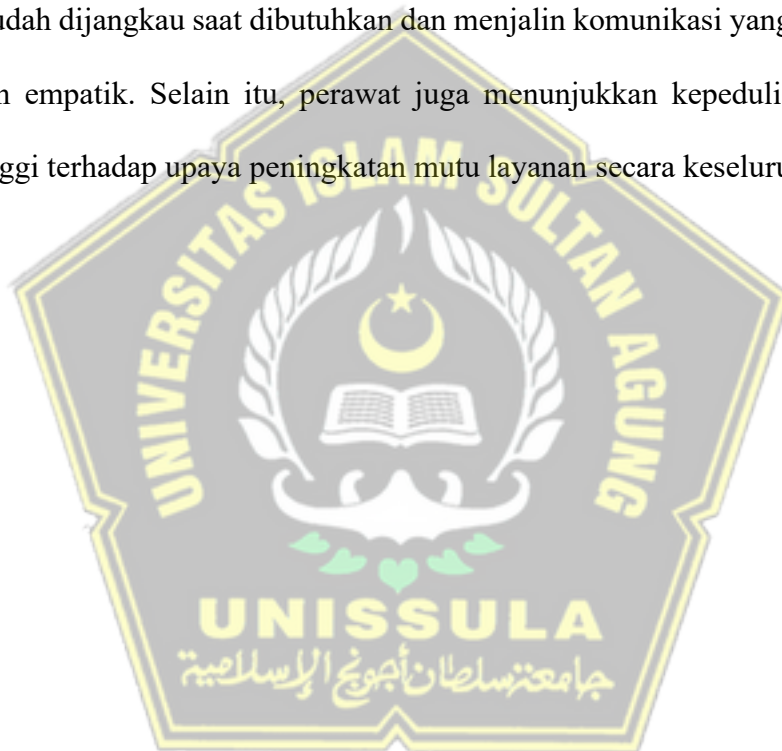 udah dijangkau saat dibutuhkan dan menjalin komunikasi yang
empatik. Selain itu, perawat juga menunjukkan kepeduli
ggi terhadap upaya peningkatan mutu layanan secara keseluru
UNIVERSITAS ISLAM SULTAN AGUNG
UNISSULA
جامعة سلطان أجونج الإسلامية